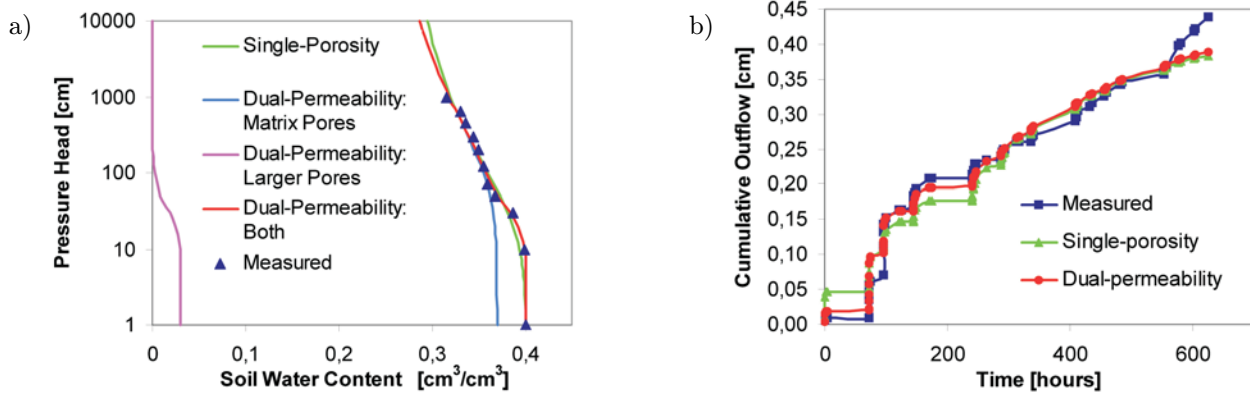 a)
Pressure Head [cm]
10000
1000
100
10
1
Single-Porosity
Dual-Permeability:
Matrix Pores
Dual-Permeability:
Larger Pores
Dual-Permeability:
Both
Measured
0 0,1 0,2 0,3 0,4
Soil Water Content [cm³/cm³]
b)
Cumulative Outflow [cm]
0,45
0,40
0,35
0,30
0,25
0,20
0,15
0,10
0,05
0,00
Measured
Single-porosity
Dual-permeability
0 200 400 600
Time [hours]